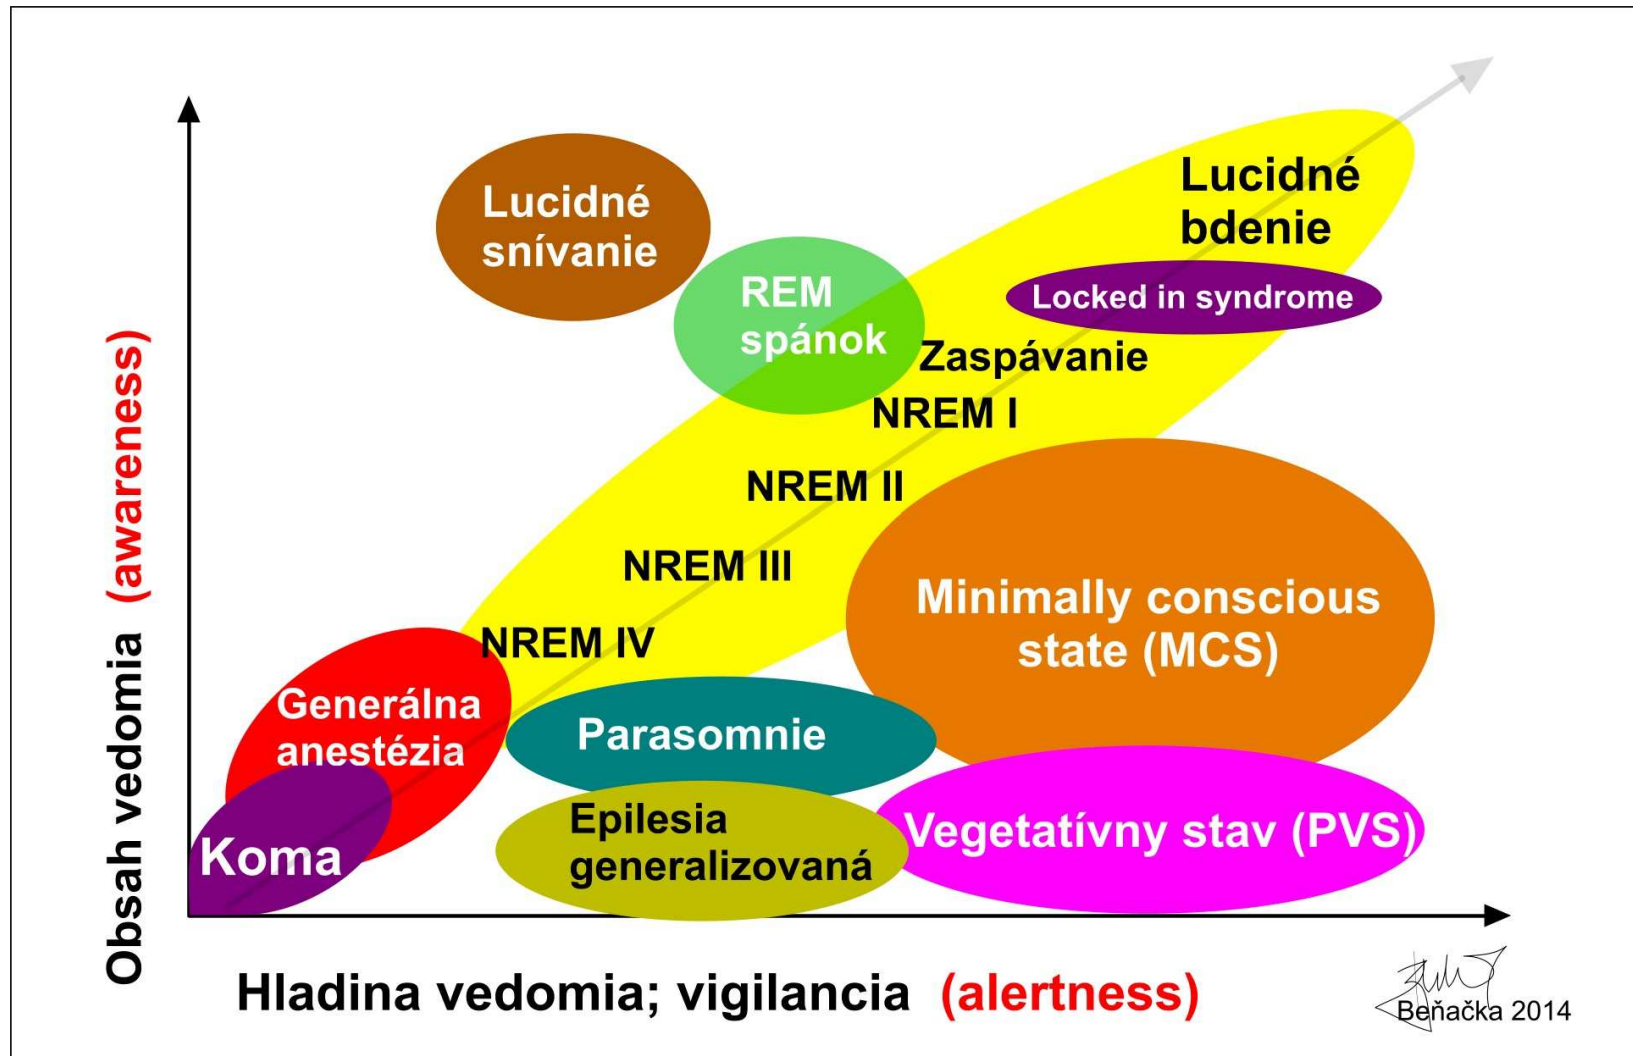 Lucidné
snívanie
Lucidné
bdenie
REM
spánok
Locked in syndrome
Zaspávanie
NREM I
NREM II
NREM III
NREM IV
Minimally conscious
state (MCS)
Generálna
anestézia
Parasomnie
Koma
Epilesia
generalizovaná
Vegetatívny stav (PVS)
Obsah vedomia (awareness)
Hladina vedomia; vigilancia (alertness)
Beňačka 2014